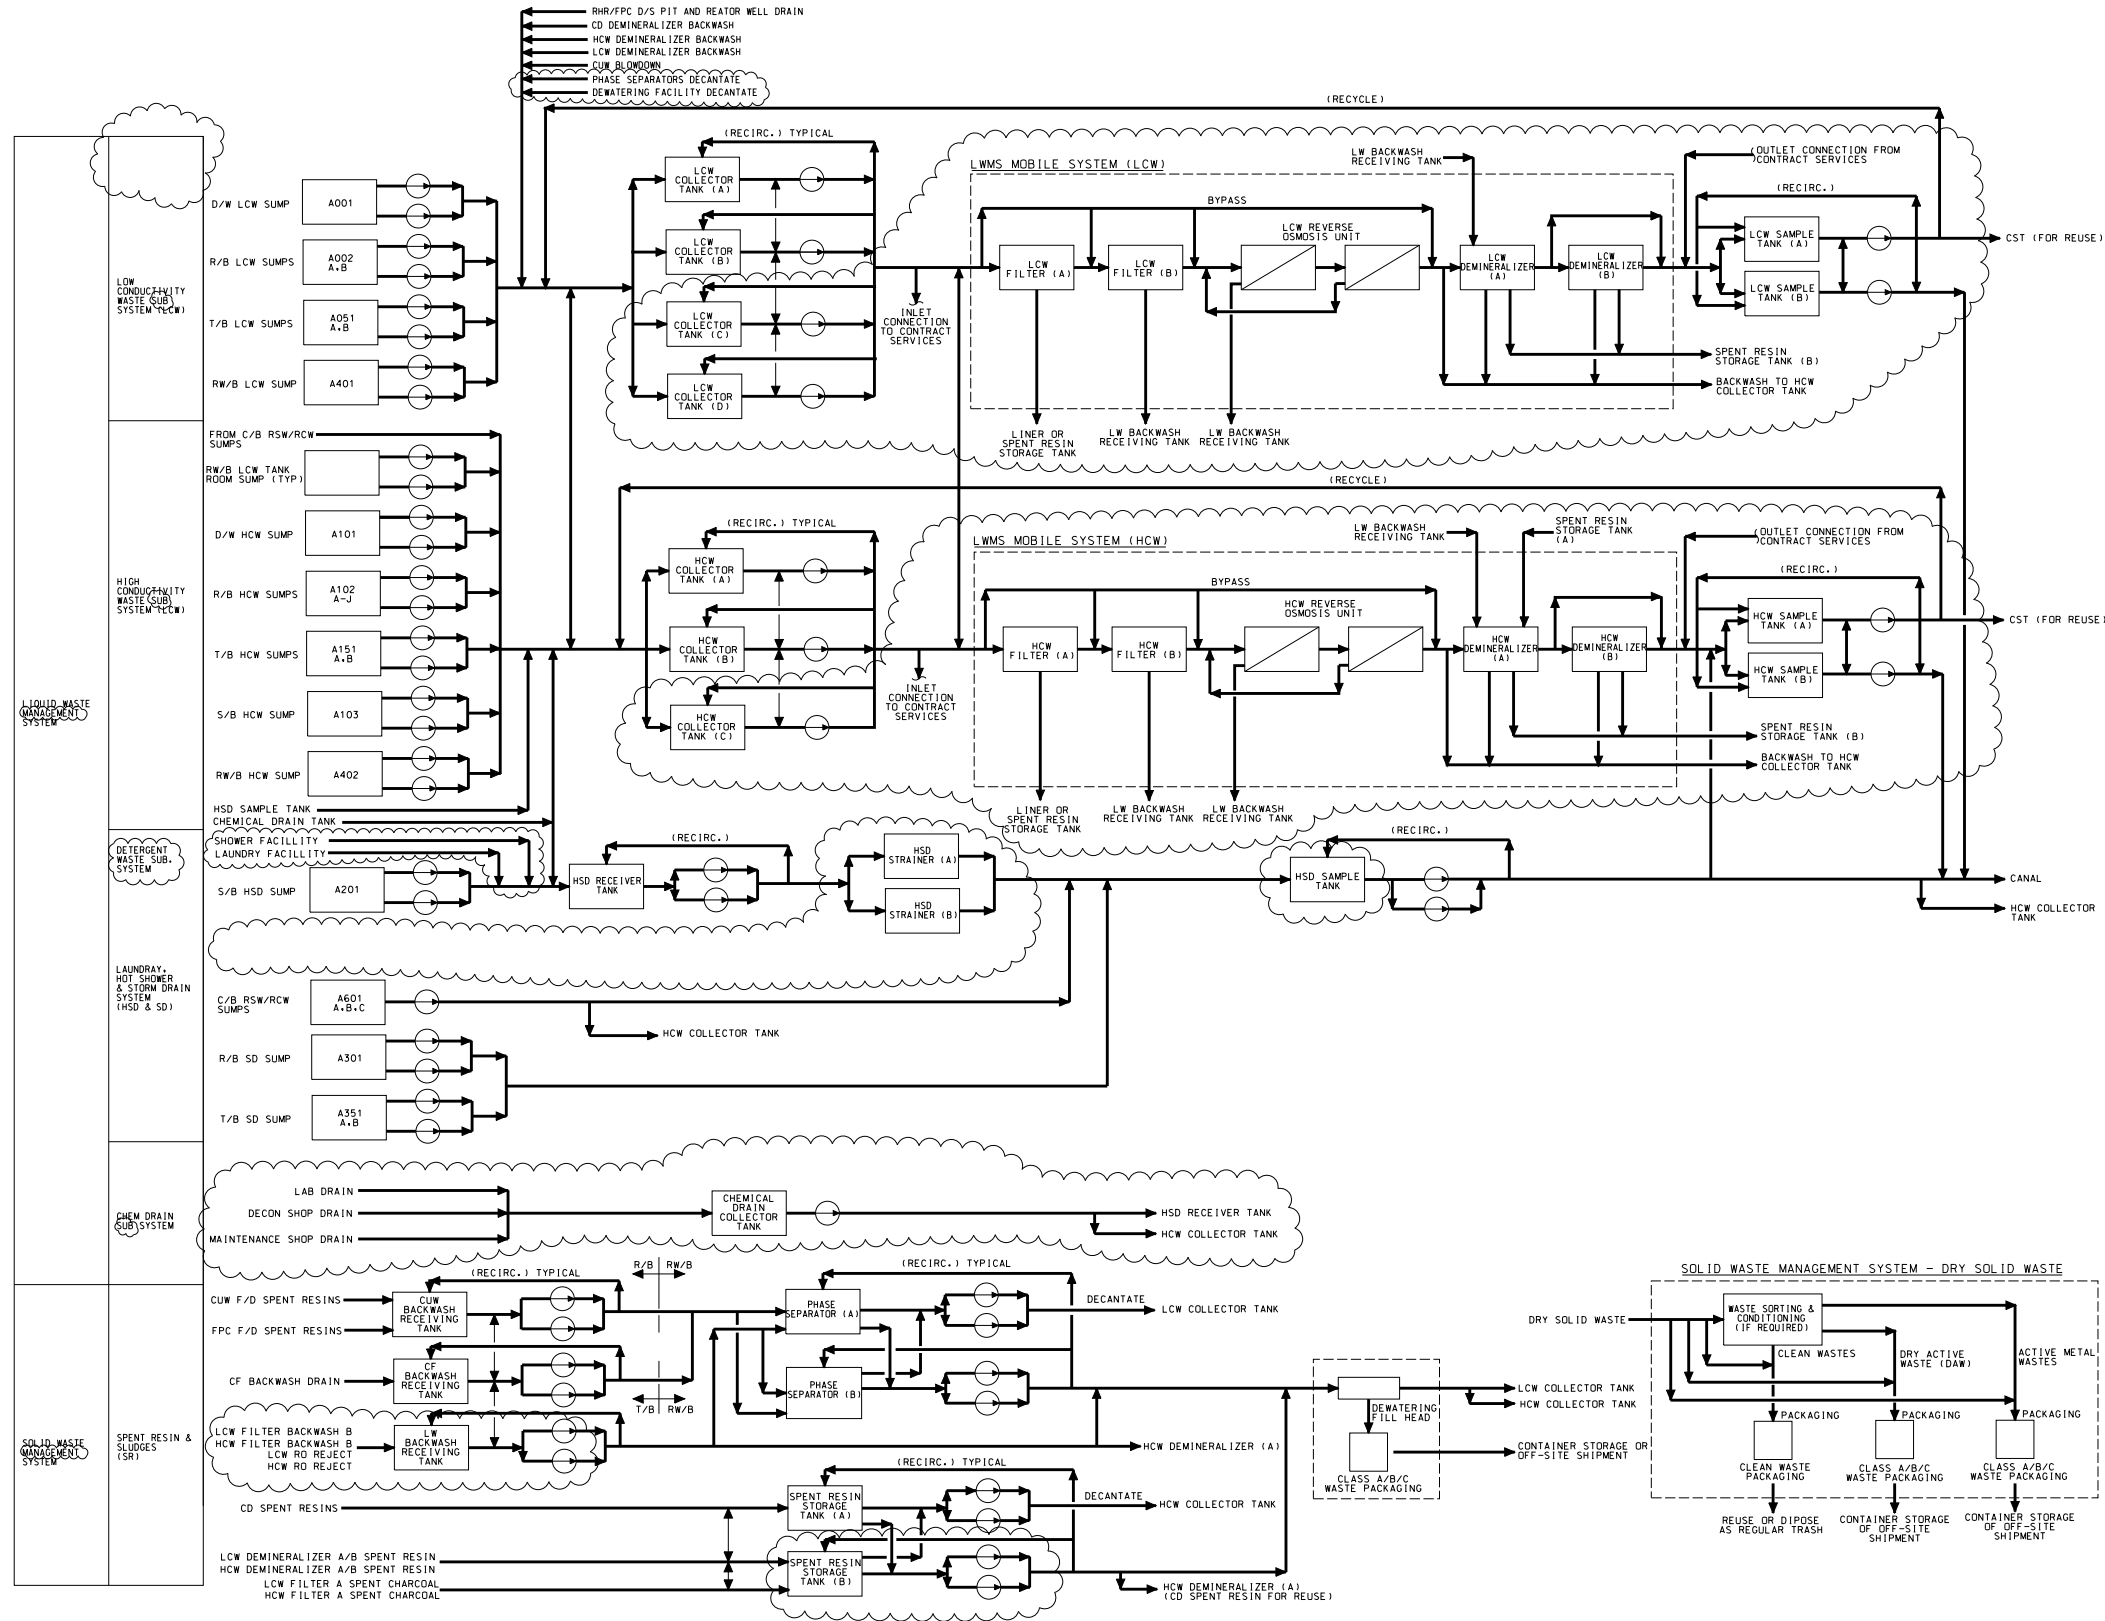 RHR/FPC D/S PIT AND REATOR WELL DRAIN
CD DEMINERALIZER BACKWASH
HCW DEMINERALIZER BACKWASH
LCW DEMINERALIZER BACKWASH
CUW BLOWDOWN
PHASE SEPARATORS DECANTATE
DEWATERING FACILITY DECANTATE
(RECYCLE)
LIQUID WASTE
MANAGEMENT
SYSTEM
LOW
CONDUCTIVITY
WASTE SUB
SYSTEM (LCW)
D/W LCW SUMP
A001
R/B LCW SUMPS
A002
A.B
T/B LCW SUMPS
A051
A.B
RW/B LCW SUMP
A401
(RECIRC.) TYPICAL
LCW
COLLECTOR
TANK (A)
LCW
COLLECTOR
TANK (B)
LCW
COLLECTOR
TANK (C)
LCW
COLLECTOR
TANK (D)
INLET
CONNECTION
TO CONTRACT
SERVICES
LWMS MOBILE SYSTEM (LCW)
LW BACKWASH
RECEIVING TANK
BYPASS
LCW
FILTER (A)
LCW
FILTER (B)
LCW REVERSE
OSMOSIS UNIT
LCW
DEMINERALIZER
(A)
LCW
DEMINERALIZER
(B)
OUTLET CONNECTION FROM
CONTRACT SERVICES
(RECIRC.)
LCW SAMPLE
TANK (A)
LCW SAMPLE
TANK (B)
CST (FOR REUSE)
SPENT RESIN
STORAGE TANK (B)
BACKWASH TO HCW
COLLECTOR TANK
LINER OR
SPENT RESIN
STORAGE TANK
LW BACKWASH
RECEIVING TANK
LW BACKWASH
RECEIVING TANK
HIGH
CONDUCTIVITY
WASTE SUB
SYSTEM (LCW)
FROM C/B RSW/RCW
SUMPS
RW/B LCW TANK
ROOM SUMP (TYP)
D/W HCW SUMP
A101
R/B HCW SUMPS
A102
A-J
T/B HCW SUMPS
A151
A.B
S/B HCW SUMP
A103
RW/B HCW SUMP
A402
HSD SAMPLE TANK
CHEMICAL DRAIN TANK
(RECYCLE)
(RECIRC.) TYPICAL
HCW
COLLECTOR
TANK (A)
HCW
COLLECTOR
TANK (B)
HCW
COLLECTOR
TANK (C)
INLET
CONNECTION
TO CONTRACT
SERVICES
LWMS MOBILE SYSTEM (HCW)
LW BACKWASH
RECEIVING TANK
SPENT RESIN
STORAGE TANK
(A)
BYPASS
HCW
FILTER (A)
HCW
FILTER (B)
HCW REVERSE
OSMOSIS UNIT
HCW
DEMINERALIZER
(A)
HCW
DEMINERALIZER
(B)
OUTLET CONNECTION FROM
CONTRACT SERVICES
(RECIRC.)
HCW SAMPLE
TANK (A)
HCW SAMPLE
TANK (B)
CST (FOR REUSE)
SPENT RESIN
STORAGE TANK (B)
BACKWASH TO HCW
COLLECTOR TANK
LINER OR
SPENT RESIN
STORAGE TANK
LW BACKWASH
RECEIVING TANK
LW BACKWASH
RECEIVING TANK
DETERGENT
WASTE SUB.
SYSTEM
SHOWER FACILLITY
LAUNDRY FACILLITY
S/B HSD SUMP
A201
HSD RECEIVER
TANK
(RECIRC.)
HSD
STRAINER (A)
HSD
STRAINER (B)
HSD SAMPLE
TANK
(RECIRC.)
CANAL
HCW COLLECTOR
TANK
LAUNDRAY,
HOT SHOWER
& STORM DRAIN
SYSTEM
(HSD & SD)
C/B RSW/RCW
SUMPS
A601
A.B.C
HCW COLLECTOR TANK
R/B SD SUMP
A301
T/B SD SUMP
A351
A.B
CHEM DRAIN
SUB SYSTEM
LAB DRAIN
DECON SHOP DRAIN
MAINTENANCE SHOP DRAIN
CHEMICAL
DRAIN
COLLECTOR
TANK
HSD RECEIVER TANK
HCW COLLECTOR TANK
SOLID WASTE
MANAGEMENT
SYSTEM
SPENT RESIN &
SLUDGES
(SR)
(RECIRC.) TYPICAL
R/B
RW/B
CUW F/D SPENT RESINS
FPC F/D SPENT RESINS
CUW
BACKWASH
RECEIVING
TANK
CF BACKWASH DRAIN
CF
BACKWASH
RECEIVING
TANK
T/B
RW/B
LCW FILTER BACKWASH B
HCW FILTER BACKWASH B
LCW RO REJECT
HCW RO REJECT
LW
BACKWASH
RECEIVING
TANK
(RECIRC.) TYPICAL
PHASE
SEPARATOR (A)
PHASE
SEPARATOR (B)
DECANTATE
LCW COLLECTOR TANK
HCW DEMINERALIZER (A)
CD SPENT RESINS
LCW DEMINERALIZER A/B SPENT RESIN
HCW DEMINERALIZER A/B SPENT RESIN
LCW FILTER A SPENT CHARCOAL
HCW FILTER A SPENT CHARCOAL
(RECIRC.) TYPICAL
SPENT RESIN
STORAGE
TANK (A)
SPENT RESIN
STORAGE
TANK (B)
DECANTATE
HCW COLLECTOR TANK
HCW DEMINERALIZER (A)
(CD SPENT RESIN FOR REUSE)
DEWATERING
FILL HEAD
CLASS A/B/C
WASTE PACKAGING
LCW COLLECTOR TANK
HCW COLLECTOR TANK
CONTAINER STORAGE OR
OFF-SITE SHIPMENT
SOLID WASTE MANAGEMENT SYSTEM - DRY SOLID WASTE
DRY SOLID WASTE
WASTE SORTING &
CONDITIONING
(IF REQUIRED)
CLEAN WASTES
DRY ACTIVE
WASTE (DAW)
ACTIVE METAL
WASTES
PACKAGING
PACKAGING
PACKAGING
CLEAN WASTE
PACKAGING
CLASS A/B/C
WASTE PACKAGING
CLASS A/B/C
WASTE PACKAGING
REUSE OR DIPOSE
AS REGULAR TRASH
CONTAINER STORAGE
OF OFF-SITE
SHIPMENT
CONTAINER STORAGE
OF OFF-SITE
SHIPMENT